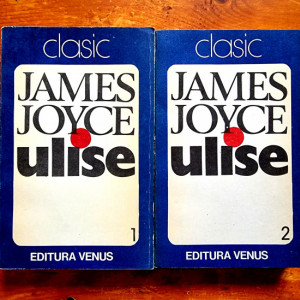 clasic
JAMES
JOYCE
ulise
1
EDITURA VENUS
clasic
JAMES
JOYCE
ulise
2
EDITURA VENUS